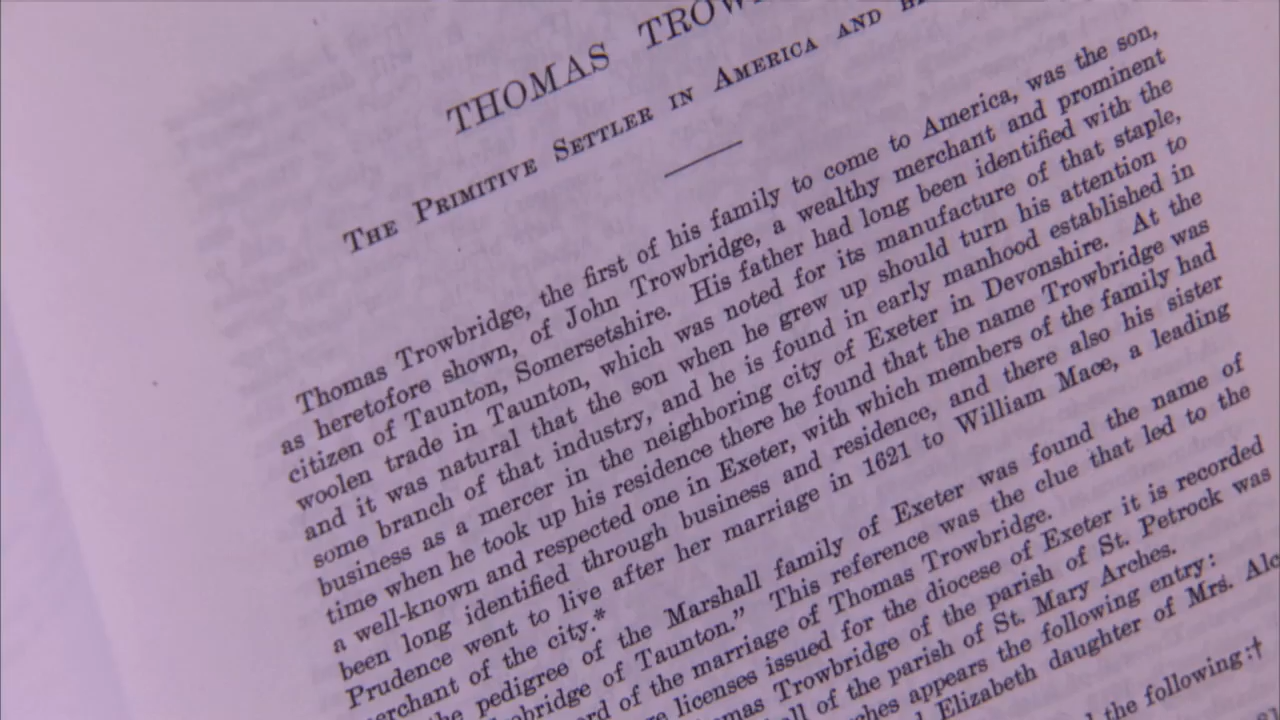 THOMAS TROW
THE PRIMITIVE SETTLER IN AMERICA AND
Thomas Trowbridge, the first of his family to come to America, was the son,
as heretofore shown, of John Trowbridge, a wealthy merchant and prominent
citizen of Taunton, Somersetshire. His father had long been identified with the
woolen trade in Taunton, which was noted for its manufacture of that staple,
and it was natural that the son when he grew up should turn his attention to
some branch of that industry, and he is found in early manhood established in
business as a mercer in the neighboring city of Exeter in Devonshire. At the
time when he took up his residence there he found that the name Trowbridge was
a well-known and respected one in Exeter, with which members of the family had
been long identified through business and residence, and there also his sister
Prudence went to live after her marriage in 1621 to William Mace, a leading
erchant of the city.*
he pedigree of the Marshall family of Exeter was found the name of
obridge of Taunton." This reference was the clue that led to the
rd of the marriage of Thomas Trowbridge.
e licenses issued for the diocese of Exeter it is recorded
mas Trowbridge of the parish of St. Petrock was
ll of the parish of St. Mary Arches.
ches appears the following entry:
Elizabeth daughter of Mrs. Alc
the following:†